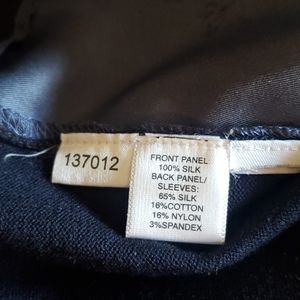 137012
FRONT PANEL
100% SILK
BACK PANEL/
SLEEVES:
65% SILK
16%COTTON
16% NYLON
3%SPANDEX